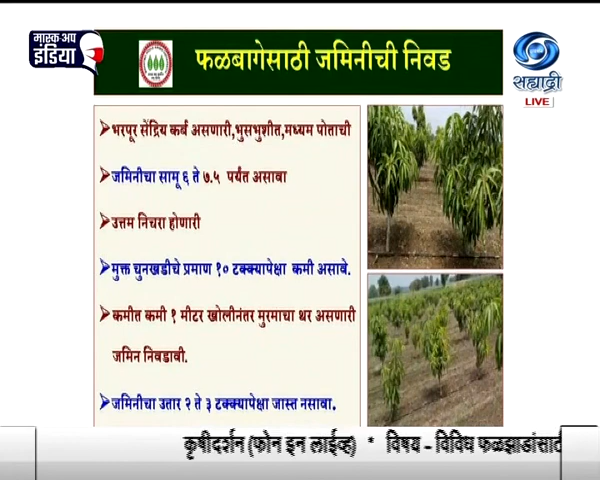 मास्क अप
इंडिया
फळबागेसाठी जमिनीची निवड
सह्याद्री
LIVE
भरपूर सेंद्रिय कर्ब असणारी,भुसभुशीत,मध्यम पोताची
जमिनीचा सामू ६ ते ७.५ पर्यंत असावा
उत्तम निचरा होणारी
मुक्त चुनखडीचे प्रमाण १० टक्क्यापेक्षा कमी असावे.
कमीत कमी १ मीटर खोलीनंतर मुरमाचा थर असणारी
जमिन निवडावी.
जमिनीचा उतार २ ते ३ टक्क्यापेक्षा जास्त नसावा.
कृषीदर्शन (फोन इन लाईव्ह) * विषय – विविध फळझाडांसाठी